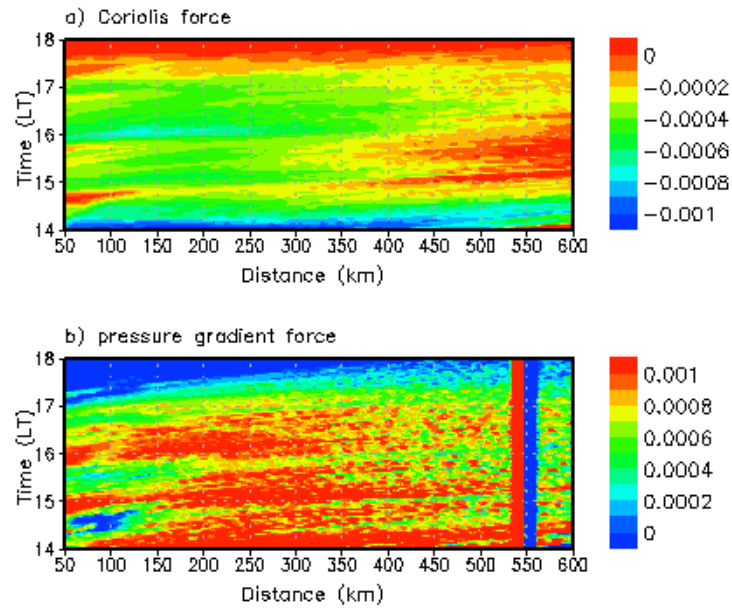 a) Coriolis force
18
17
16
15
14
Time (LT)
50 100 150 200 250 300 350 400 450 500 550 600
Distance (km)
0
−0.0002
−0.0004
−0.0006
−0.0008
−0.001
b) pressure gradient force
18
17
16
15
14
Time (LT)
50 100 150 200 250 300 350 400 450 500 550 600
Distance (km)
0.001
0.0008
0.0006
0.0004
0.0002
0